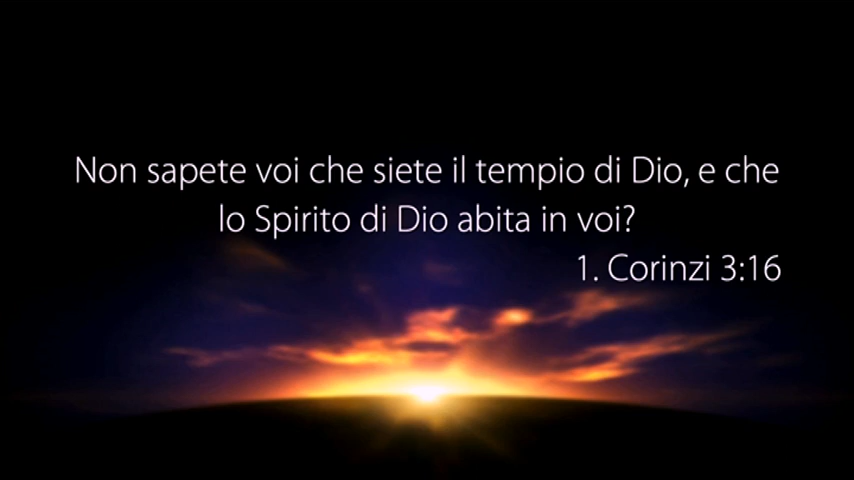 Non sapete voi che siete il tempio di Dio, e che
lo Spirito di Dio abita in voi?
1. Corinzi 3:16